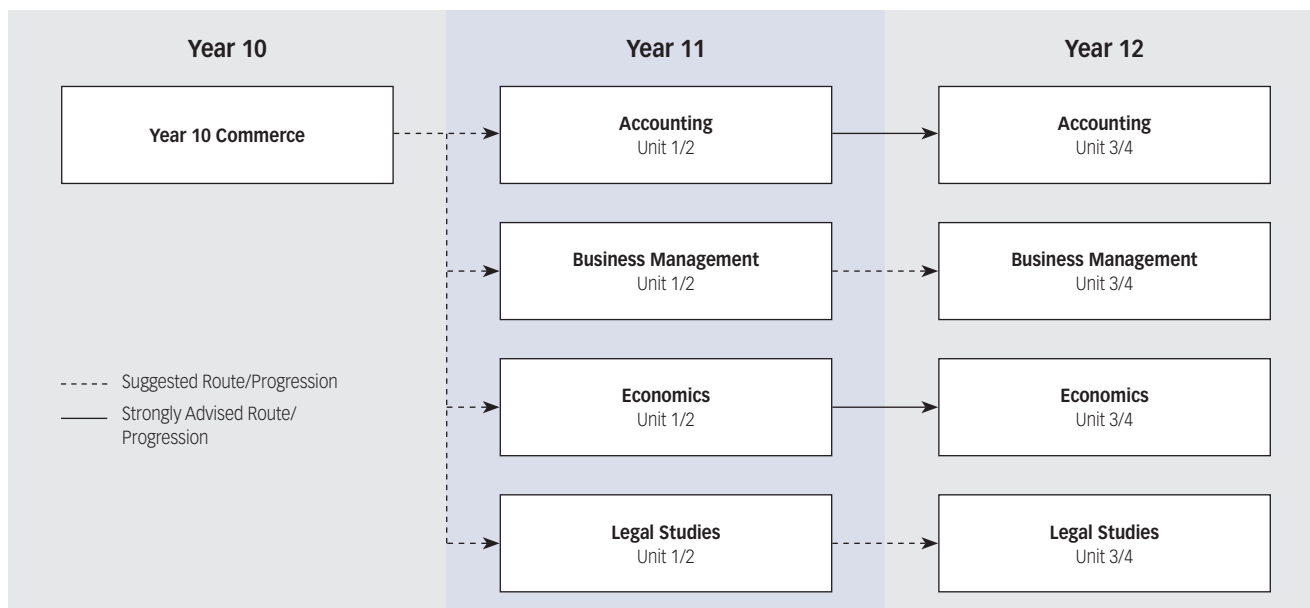 Year 10
Year 11
Year 12
Year 10 Commerce
Accounting
Unit 1/2
Accounting
Unit 3/4
Business Management
Unit 1/2
Business Management
Unit 3/4
Economics
Unit 1/2
Economics
Unit 3/4
Legal Studies
Unit 1/2
Legal Studies
Unit 3/4
Suggested Route/Progression
Strongly Advised Route/
Progression